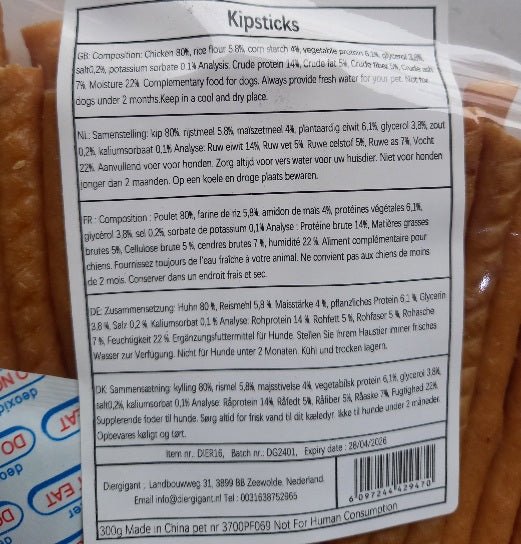 Kipsticks
GB: Composition: Chicken 80%, rice flour 5.8% corn starch 4%, vegetable protein 6.1%, glycerol 3.8%,
salt0,2%, potassium sorbate 0.1% Analysis: Crude protein 14%, Crude fat 5%, Crude fiber 5%, Crude ash
7%, Moisture 22% Complementary food for dogs. Always provide fresh water for your pet. Not for
dogs under 2 months.Keep in a cool and dry place.
NL: Samenstelling: kip 80%, rijstmeel 5.8%, maiszetmeel 4%, plantaardig eiwit 6,1%, glycerol 3,8%, zout
0,2%, kaliumsorbaat 0,1% Analyse: Ruw eiwit 14%, Ruw vet 5%, Ruwe celstof 5%, Ruwe as 7%, Vocht
22%. Aanvullend voer voor honden. Zorg altijd voor vers water voor uw huisdier. Niet voor honden
jonger dan 2 maanden. Op een koele en droge plaats bewaren.
FR : Composition : Poulet 80%, farine de riz 5,8%, amidon de mais 4%, protéines végétales 6,1%,
glycérol 3.8%, sel 0.2%, sorbate de potassium 0,1% Analyse : Protéine brute 14%, Matières grasses
brutes 5%, Cellulose brute 5 %, cendres brutes 7 %, humidité 22 %. Aliment complémentaire pour
chiens. Fournissez toujours de l'eau fraîche à votre animal. Ne convient pas aux chiens de moins
de 2 mois. Conserver dans un endroit frais et sec.
DE: Zusammensetzung: Huhn 80 %, Reismehl 5,8 %, Maisstärke 4 %, pflanzliches Protein 6,1 %, Glycerin
3,8 %, Salz 0,2 %, Kaliumsorbat 0,1 % Analyse: Rohprotein 14 %, Rohfett 5 %, Rohfaser 5 %, Rohasche
7 %, Feuchtigkeit 22 %. Ergänzungsfuttermittel für Hunde. Stellen Sie Ihrem Haustier immer frisches
Wasser zur Verfügung. Nicht für Hunde unter 2 Monaten. Kühl und trocken lagern.
DK: Sammensætning: kylling 80%, rismel 5,8%, majsstivelse 4%, vegetabilsk protein 6,1%, glycerol 3,8%,
salt0,2%, kaliumsorbat 0,1% Analyse: Råprotein 14%, Råfedt 5%, Råfiber 5%, Råaske 7%, Fugtighed 22%
Supplerende foder til hunde. Sørg altid for frisk vand til dit kæledyr. Ikke til hunde under 2 måneder.
Opbevares køligt og tørt.
Item nr.: DIER16, Batch nr.: DG2401, Expiry date : 28/04/2026
Diergigant , Landbouwweg 31, 3899 BB Zeewolde, Nederland.
Email info@diergigant.nl Tel : 0031638752965
6 097244 429470
300g Made in China pet nr 3700PF069 Not For Human Consumption
DO
EAT
DO
EAT